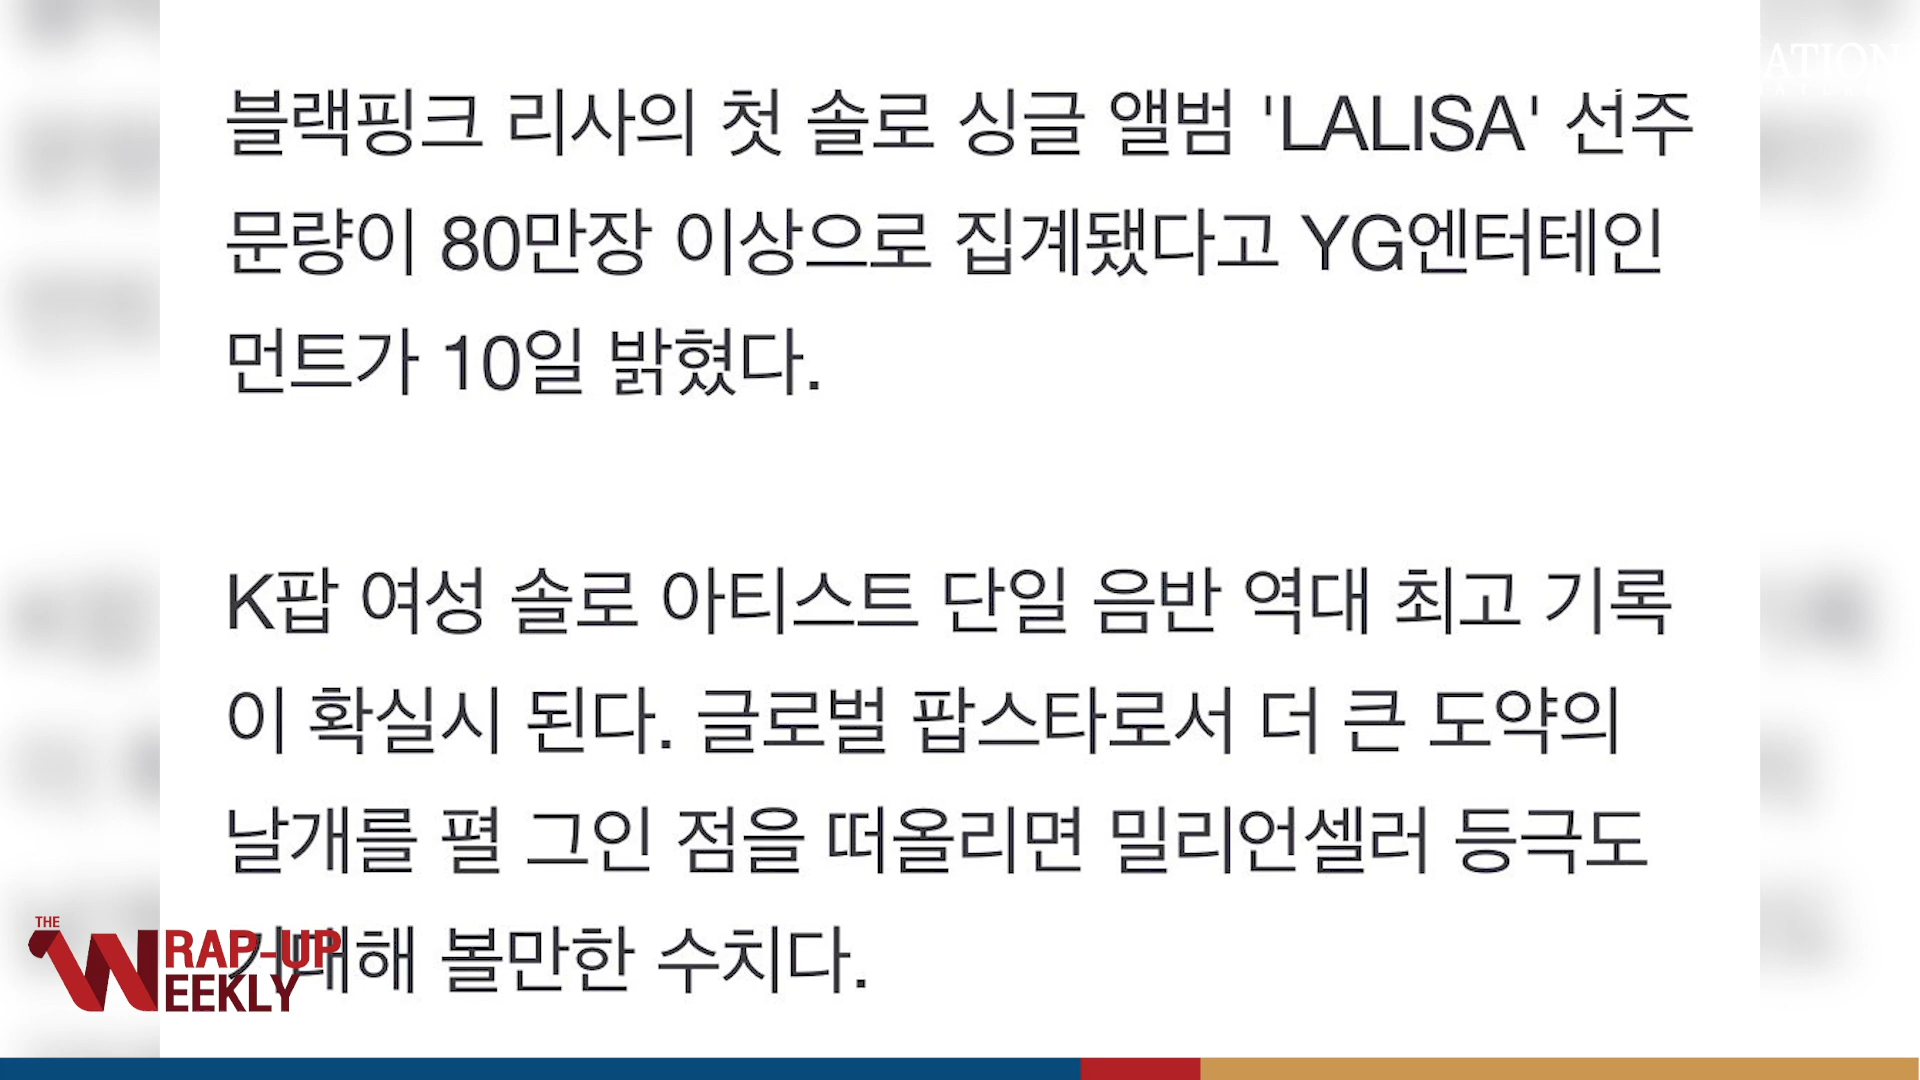 ATION
블랙핑크 리사의 첫 솔로 싱글 앨범 'LALISA' 선주
문량이 80만장 이상으로 집계됐다고 YG엔터테인
먼트가 10일 밝혔다.
K팝 여성 솔로 아티스트 단일 음반 역대 최고 기록
이 확실시 된다. 글로벌 팝스타로서 더 큰 도약의
날개를 펼 그인 점을 떠올리면 밀리언셀러 등극도
기대해 볼만한 수치다.
THE
WRAP-UP
WEEKLY